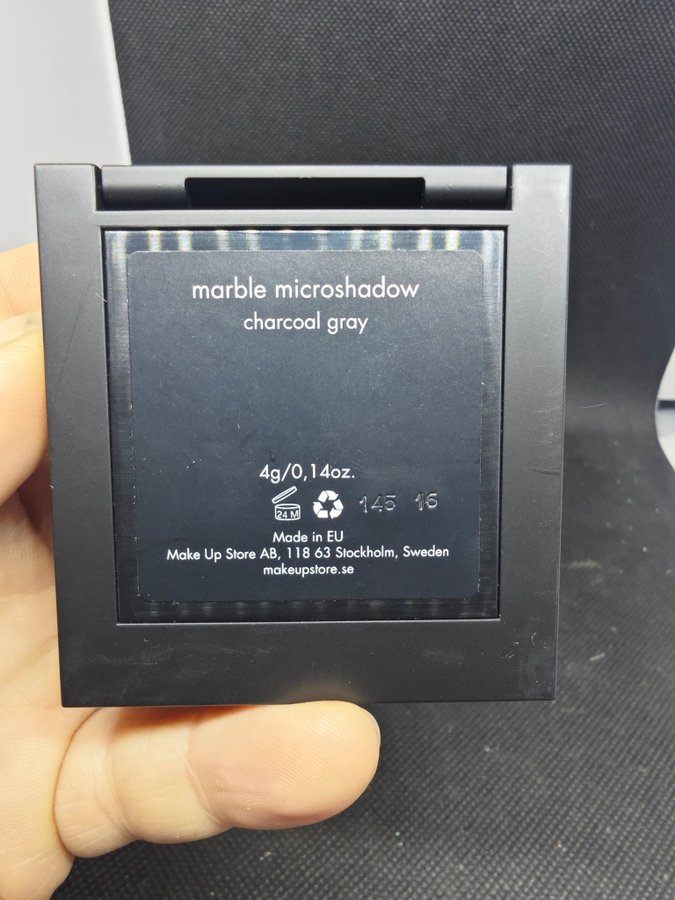 marble microshadow
charcoal gray
4g/0,14oz.
24 M
145 16
Made in EU
Make Up Store AB, 118 63 Stockholm, Sweden
makeupstore.se